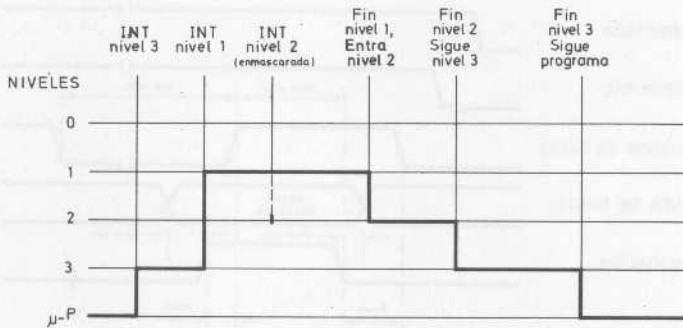 INT
nivel 3
INT
nivel 1
INT
nivel 2
(enmascarada)
Fin
nivel 1,
Entra
nivel 2
Fin
nivel 2
Sigue
nivel 3
Fin
nivel 3
Sigue
programa
NIVELES
0
1
2
3
µ-P